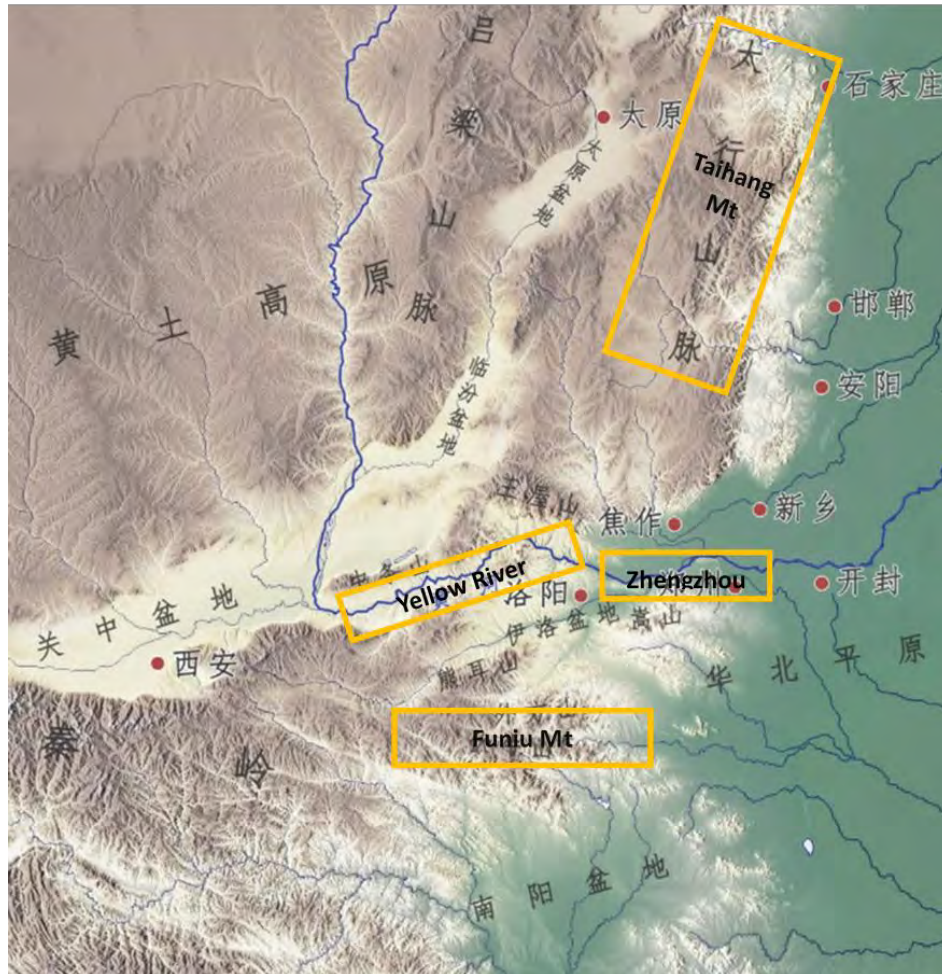 吕梁山脉
太行山脉
Taihang
Mt
石家庄
太原
太原盆地
黄土高原
邯郸
安阳
临汾盆地
王屋山
焦作
新乡
Yellow River
洛阳
Zhengzhou
开封
关中盆地
伊洛盆地
嵩山
西安
熊耳山
华北平原
Funiu Mt
秦岭
南阳盆地